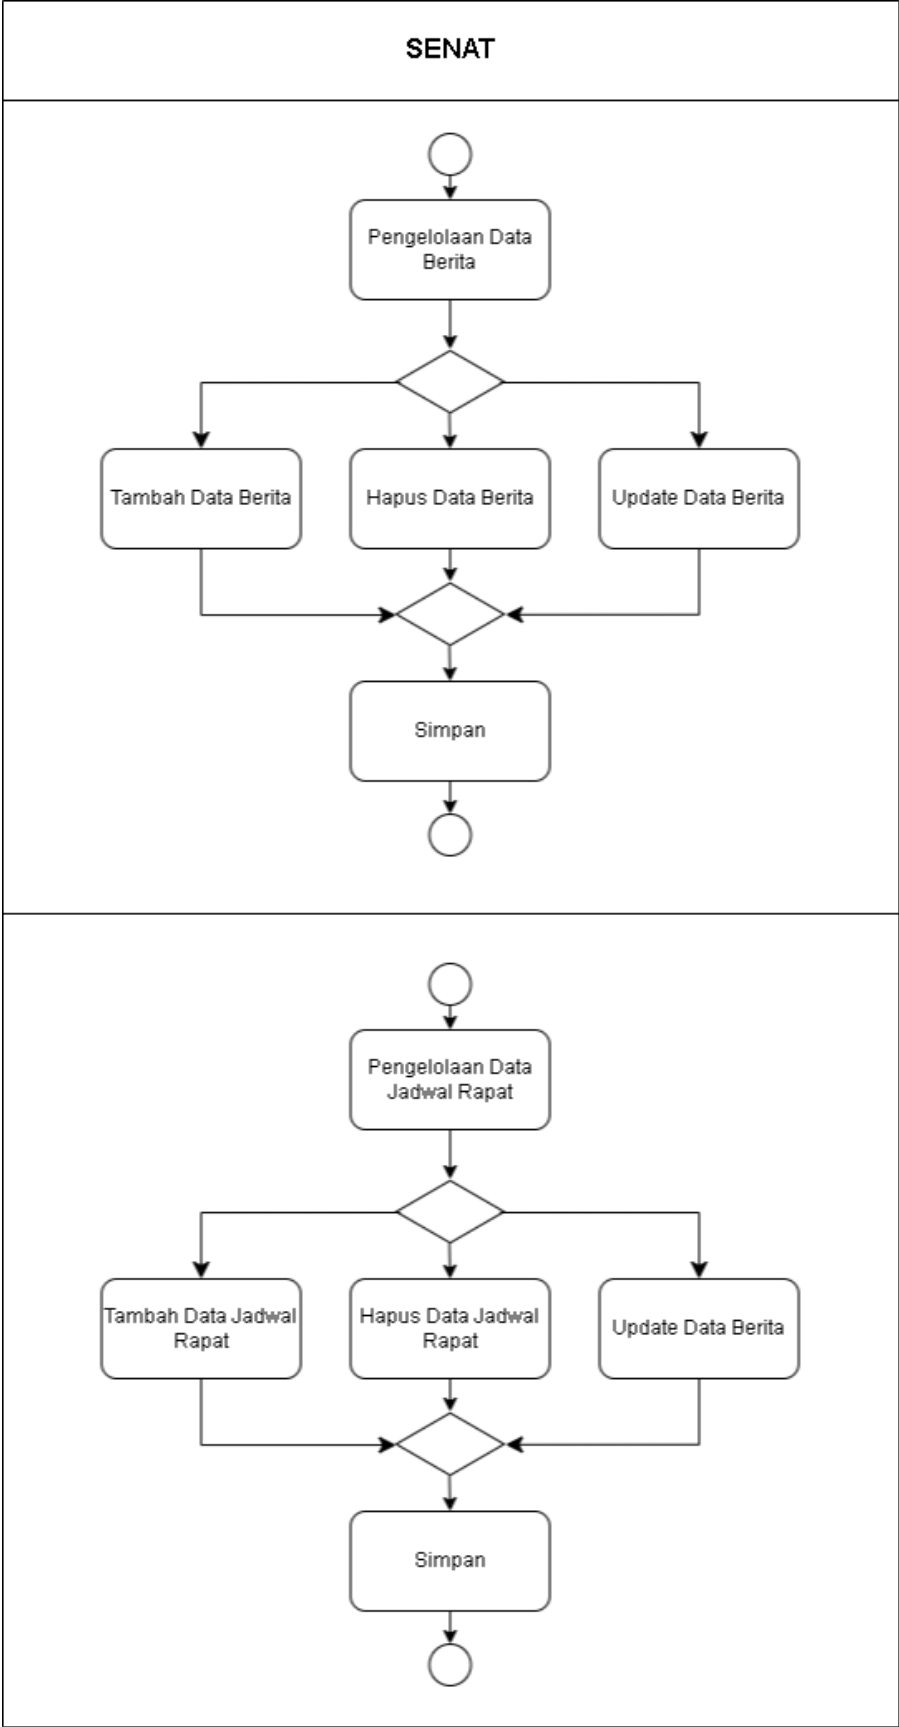 SENAT
Pengelolaan Data
Berita
Tambah Data Berita
Hapus Data Berita
Update Data Berita
Simpan
Pengelolaan Data
Jadwal Rapat
Tambah Data Jadwal
Rapat
Hapus Data Jadwal
Rapat
Update Data Berita
Simpan